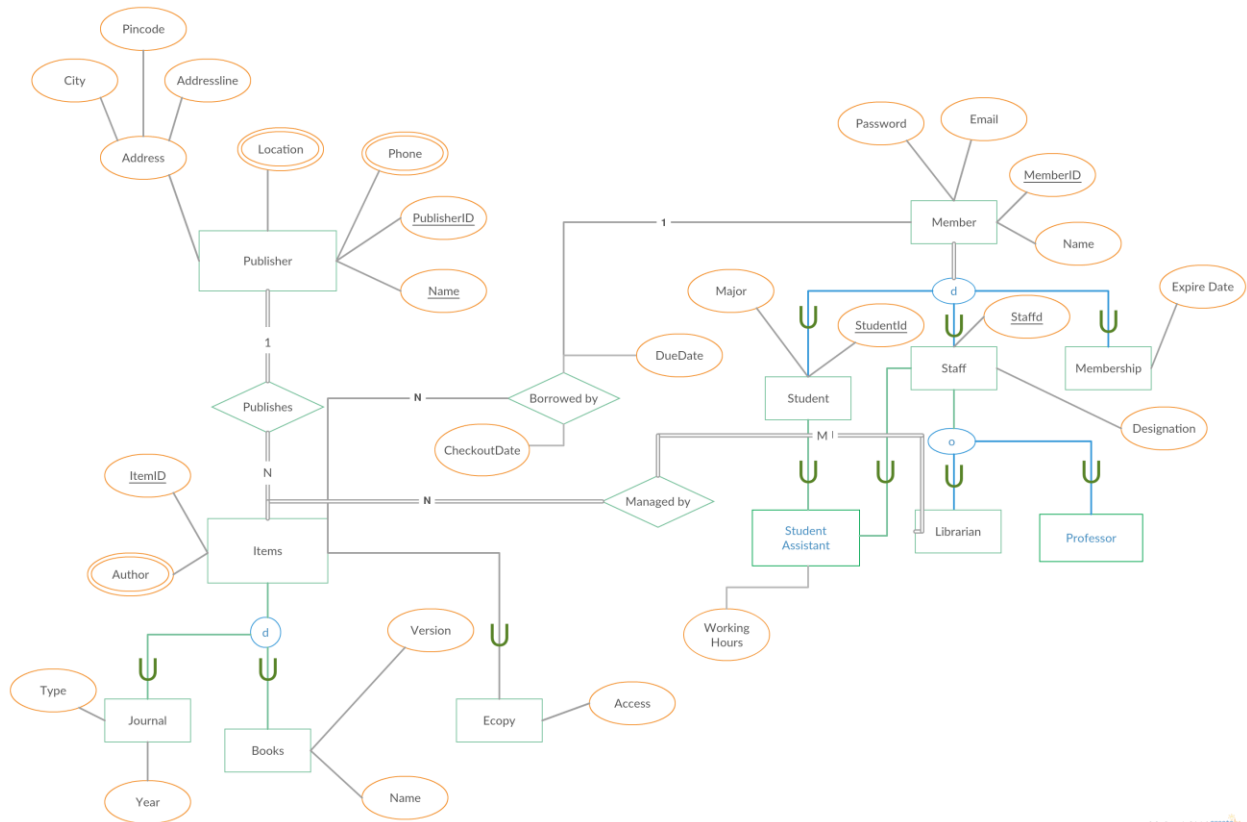 Pincode
City
Addressline
Address
Location
Phone
PublisherID
Publisher
Name
1
Publishes
N
ItemID
Items
Author
d
Type
Journal
Year
Books
Version
Name
Ecopy
Access
N
Borrowed by
DueDate
CheckoutDate
1
N
Managed by
M
Password
Email
MemberID
Member
Name
d
Major
StudentId
Student
Staffd
Staff
Expire Date
Membership
Designation
o
Student
Assistant
Librarian
Professor
Working
Hours